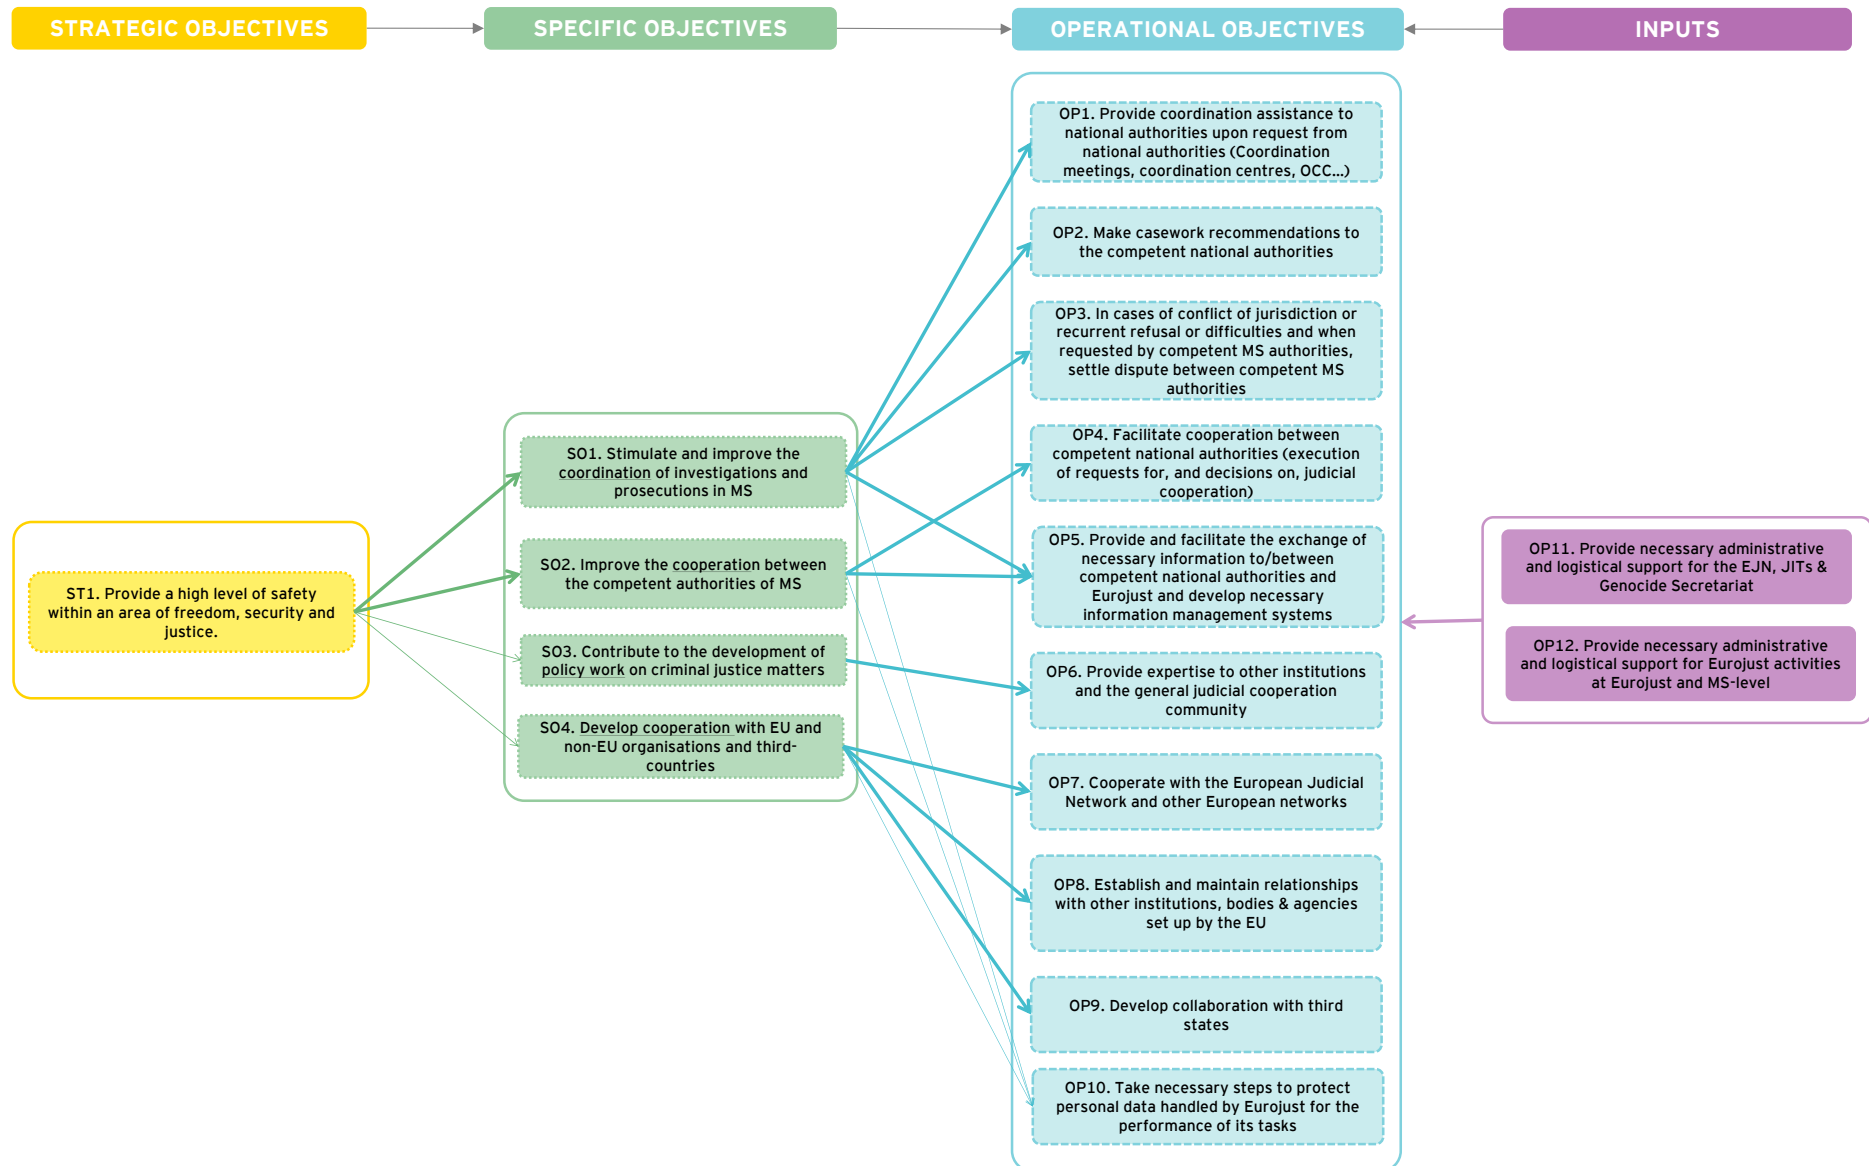 STRATEGIC OBJECTIVES
SPECIFIC OBJECTIVES
OPERATIONAL OBJECTIVES
INPUTS
ST1. Provide a high level of safety
within an area of freedom, security and
justice.
SO1. Stimulate and improve the
coordination of investigations and
prosecutions in MS
SO2. Improve the cooperation between
the competent authorities of MS
SO3. Contribute to the development of
policy work on criminal justice matters
SO4. Develop cooperation with EU and
non-EU organisations and third-
countries
OP1. Provide coordination assistance to
national authorities upon request from
national authorities (Coordination
meetings, coordination centres, OCC...)
OP2. Make casework recommendations to
the competent national authorities
OP3. In cases of conflict of jurisdiction or
recurrent refusal or difficulties and when
requested by competent MS authorities,
settle dispute between competent MS
authorities
OP4. Facilitate cooperation between
competent national authorities (execution
of requests for, and decisions on, judicial
cooperation)
OP5. Provide and facilitate the exchange of
necessary information to/between
competent national authorities and
Eurojust and develop necessary
information management systems
OP6. Provide expertise to other institutions
and the general judicial cooperation
community
OP7. Cooperate with the European Judicial
Network and other European networks
OP8. Establish and maintain relationships
with other institutions, bodies & agencies
set up by the EU
OP9. Develop collaboration with third
states
OP10. Take necessary steps to protect
personal data handled by Eurojust for the
performance of its tasks
OP11. Provide necessary administrative
and logistical support for the EJN, JITs &
Genocide Secretariat
OP12. Provide necessary administrative
and logistical support for Eurojust activities
at Eurojust and MS-level